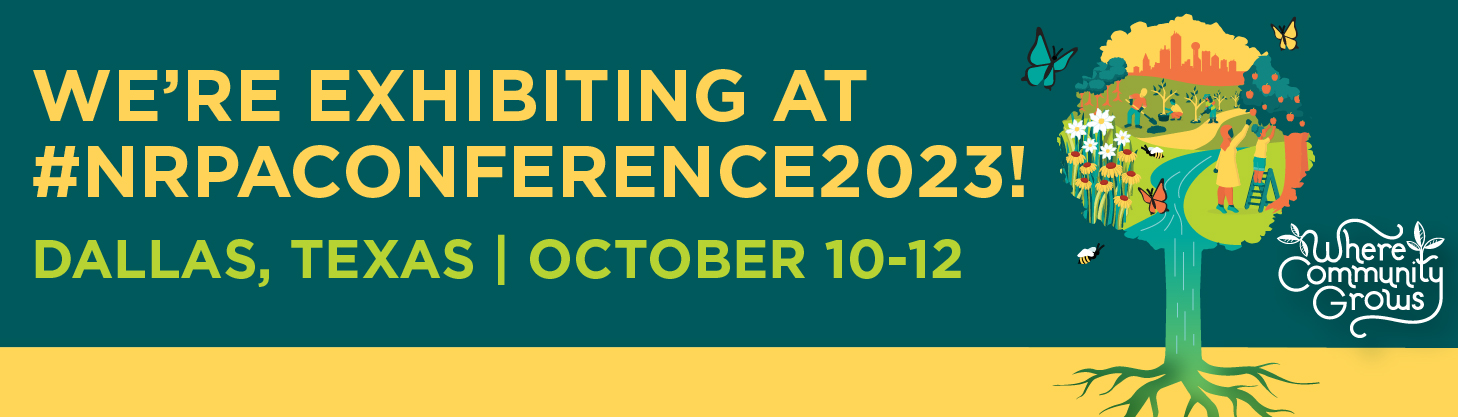 WE'RE EXHIBITING AT
#NRPACONFERENCE2023!
DALLAS, TEXAS | OCTOBER 10-12
Where
Community
Grows